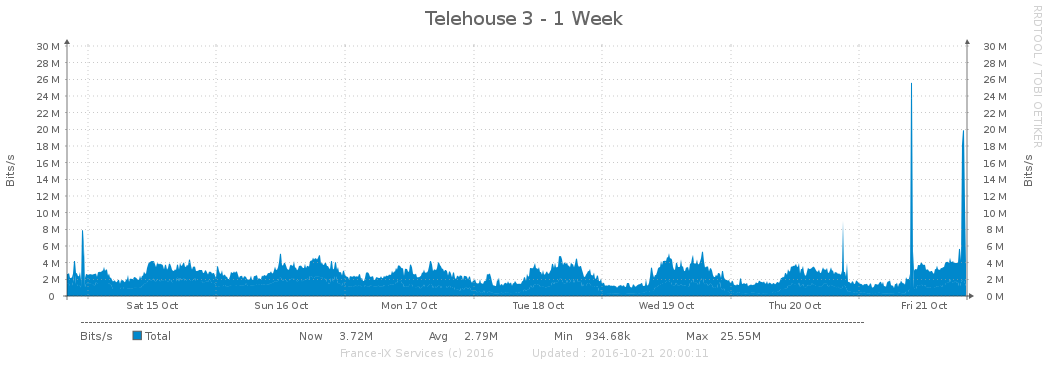 Telehouse 3 - 1 Week
RRDTOOL / TOBI OETIKER
Bits/s
30 M
28 M
26 M
24 M
22 M
20 M
18 M
16 M
14 M
12 M
10 M
8 M
6 M
4 M
2 M
0
30 M
28 M
26 M
24 M
22 M
20 M
18 M
16 M
14 M
12 M
10 M
8 M
6 M
4 M
2 M
0 M
Bits/s
Sat 15 Oct Sun 16 Oct Mon 17 Oct Tue 18 Oct Wed 19 Oct Thu 20 Oct Fri 21 Oct
Bits/s Total Now 3.72M Avg 2.79M Min 934.68k Max 25.55M
France-IX Services (c) 2016 Updated : 2016-10-21 20:00:11